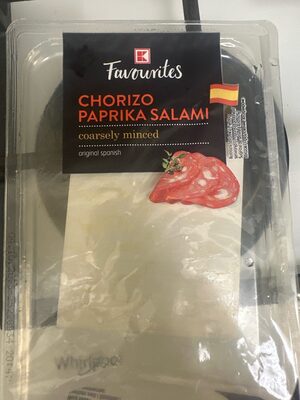 K
Favourites
CHORIZO
PAPRIKA SALAMI
coarsely minced
original spanish
Whirlpool